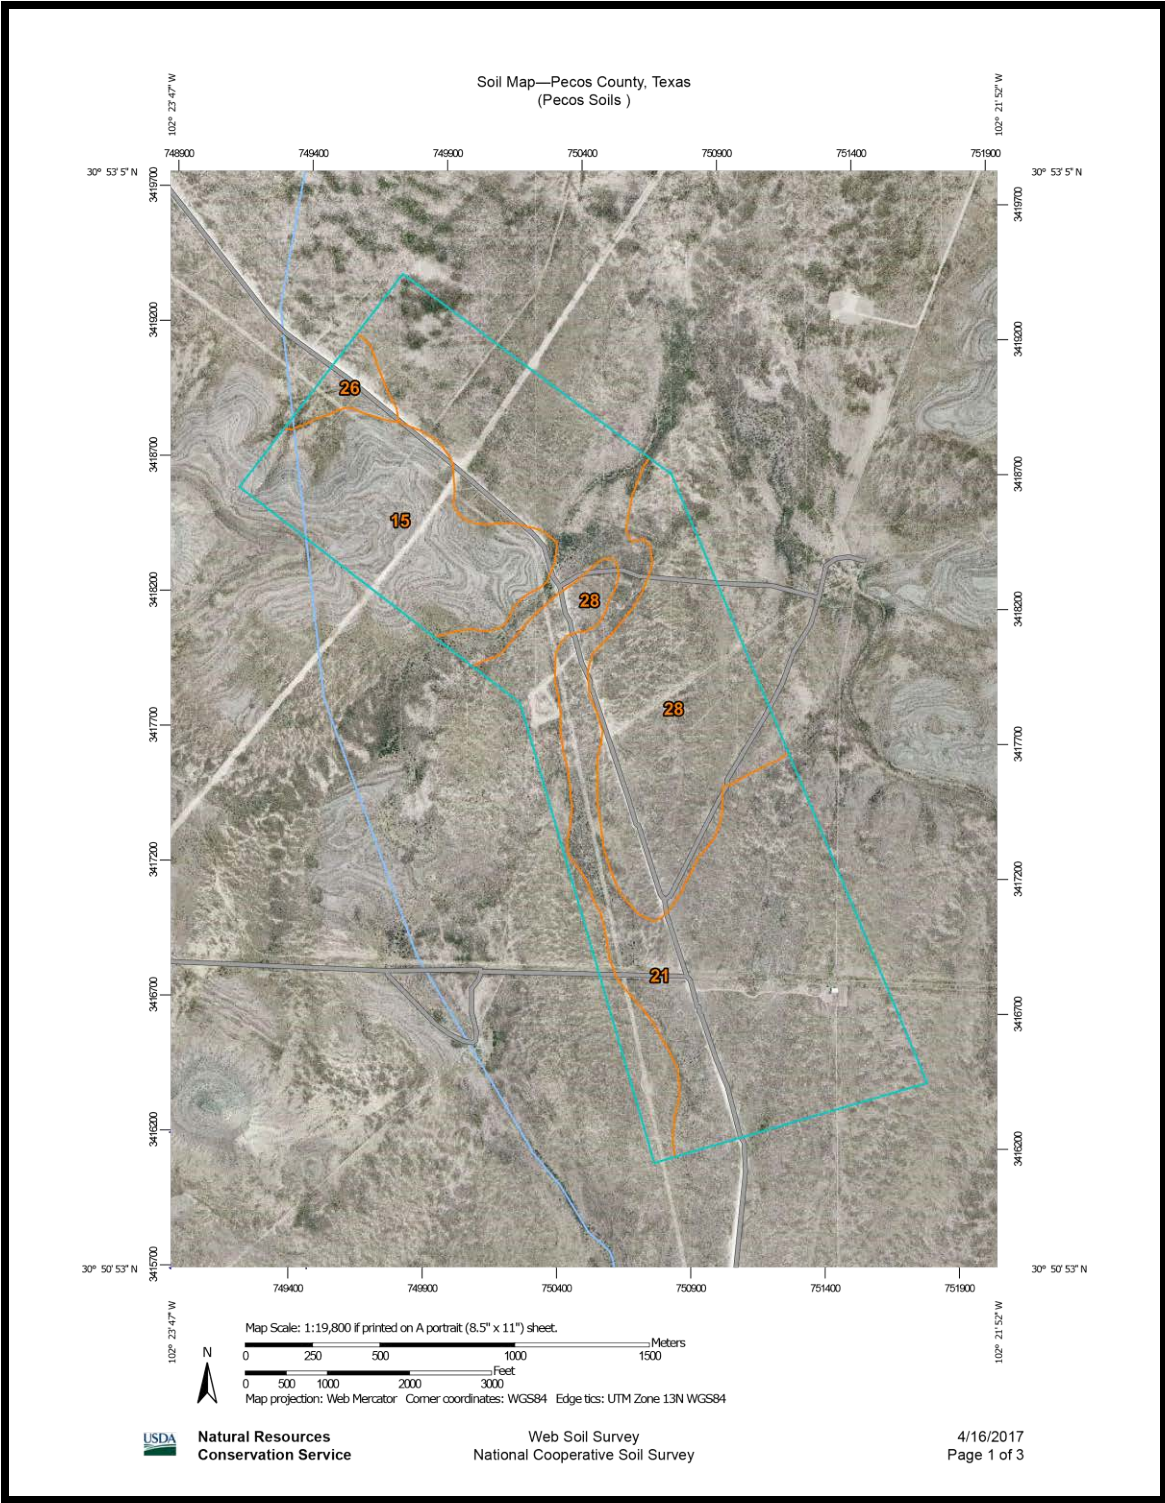 Soil Map—Pecos County, Texas
(Pecos Soils )
102° 23' 47" W
102° 21' 52" W
748900 749400 749900 750400 750900 751400 751900
30° 53' 5" N
30° 53' 5" N
3419700
3419700
3419200
3419200
26
3418700
3418700
15
3418200
3418200
28
28
3417700
3417700
3417200
3417200
21
3416700
3416700
3416200
3416200
3415700
30° 50' 53" N
30° 50' 53" N
749400 749900 750400 750900 751400 751900
102° 23' 47" W
102° 21' 52" W
Map Scale: 1:19,800 if printed on A portrait (8.5" x 11") sheet.
N
Meters
0 250 500 1000 1500
Feet
0 500 1000 2000 3000
Map projection: Web Mercator Corner coordinates: WGS84 Edge tics: UTM Zone 13N WGS84
USDA
Natural Resources
Conservation Service
Web Soil Survey
National Cooperative Soil Survey
4/16/2017
Page 1 of 3